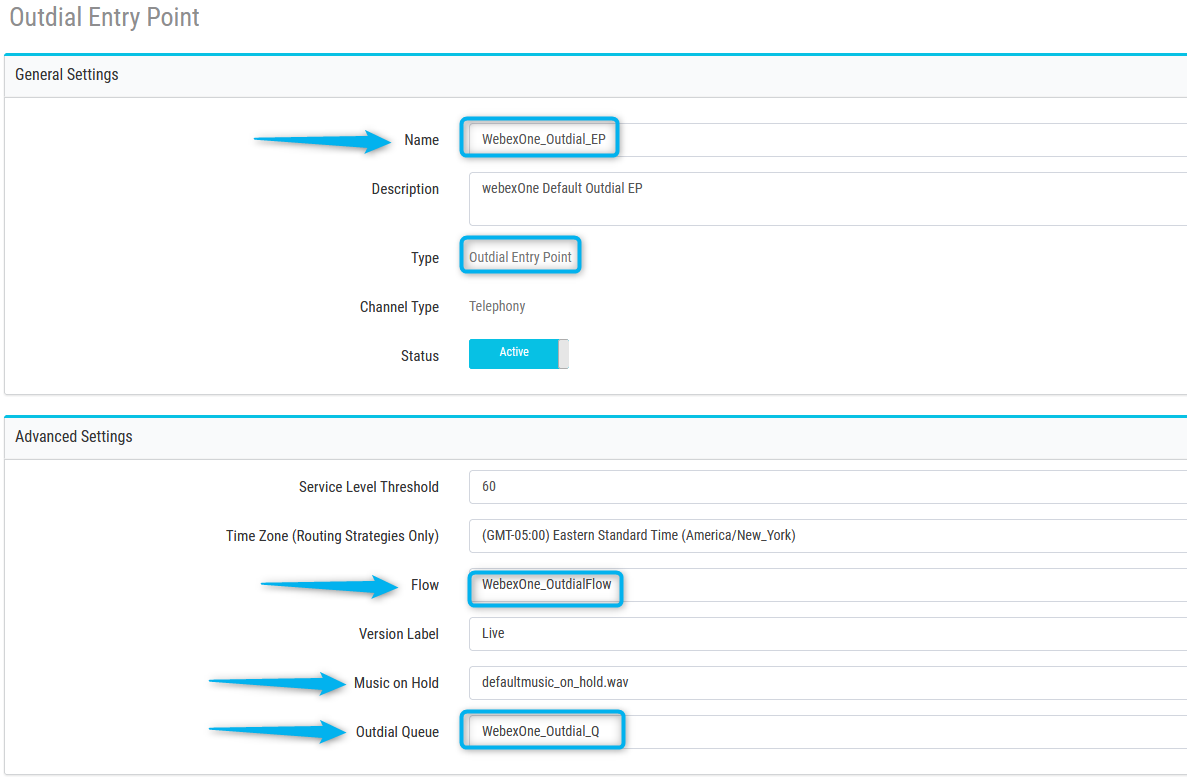 Outdial Entry Point
General Settings
Name WebexOne_Outdial_EP
Description webexOne Default Outdial EP
Type Outdial Entry Point
Channel Type Telephony
Status Active
Advanced Settings
Service Level Threshold 60
Time Zone (Routing Strategies Only) (GMT-05:00) Eastern Standard Time (America/New_York)
Flow WebexOne_OutdialFlow
Version Label Live
Music on Hold defaultmusic_on_hold.wav
Outdial Queue WebexOne_Outdial_Q